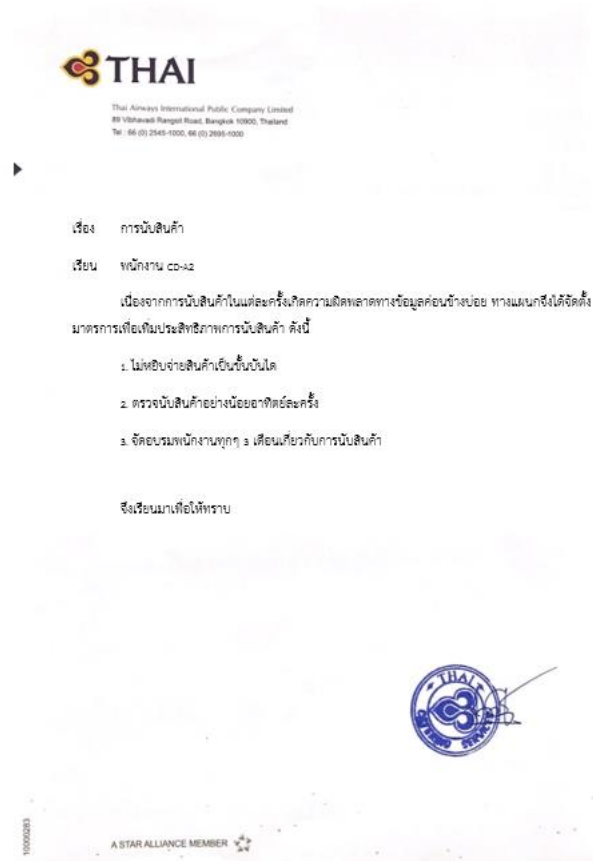 THAI
Thai Airways International Public Company Limited
89 Vibhavadi Rangsit Road, Bangkok 10900, Thailand
Tel : 66 (0) 2545-1000, 66 (0) 2695-1000
เรื่อง การนับสินค้า
เรียน พนักงาน CD-A2
เนื่องจากการนับสินค้าในแต่ละครั้งเกิดความผิดพลาดทางข้อมูลค่อนข้างบ่อย ทางแผนกจึงได้จัดตั้ง
มาตรการเพื่อเพิ่มประสิทธิภาพการนับสินค้า ดังนี้
1. ไม่หยิบจ่ายสินค้าเป็นขั้นบันได
2. ตรวจนับสินค้าอย่างน้อยอาทิตย์ละครั้ง
3. จัดอบรมพนักงานทุกๆ 3 เดือนเกี่ยวกับการนับสินค้า
จึงเรียนมาเพื่อให้ทราบ
THAI
CATERING SERVICES
10000283
A STAR ALLIANCE MEMBER